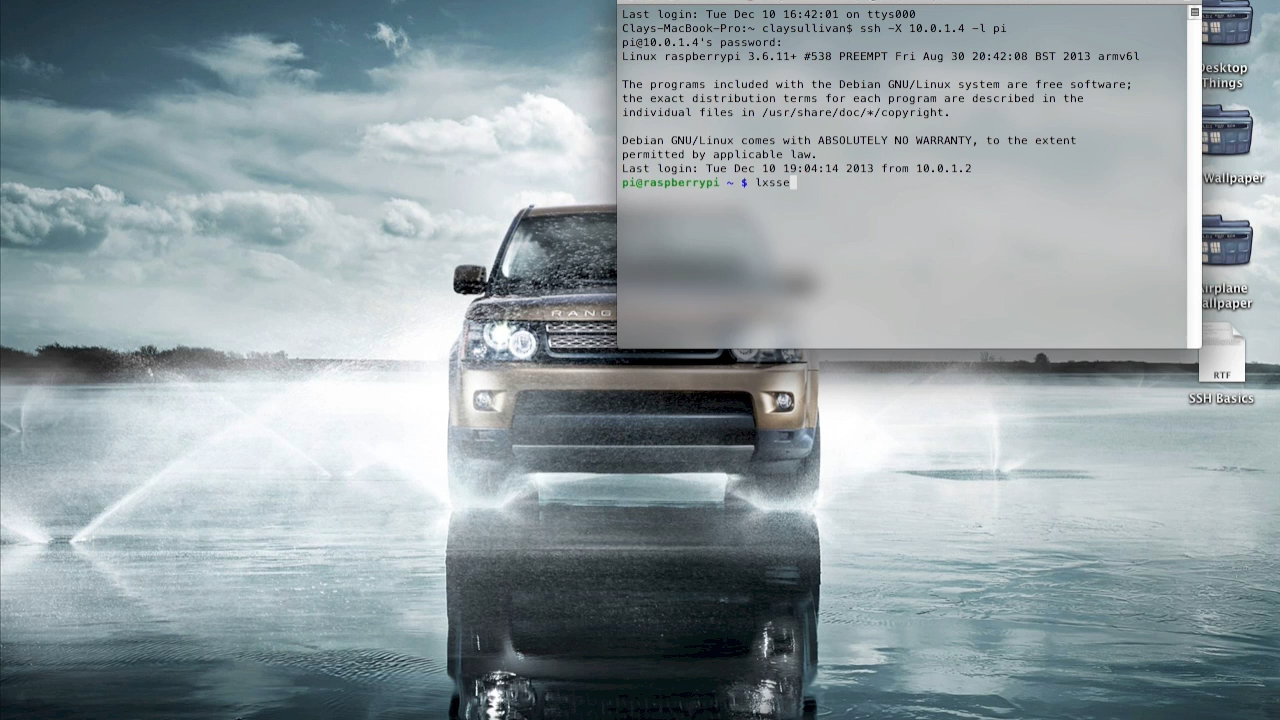 Last login: Tue Dec 10 16:42:01 on ttys000
Clays-MacBook-Pro:~ claysullivan$ ssh -X 10.0.1.4 -l pi
pi@10.0.1.4's password:
Linux raspberrypi 3.6.11+ #538 PREEMPT Fri Aug 30 20:42:08 BST 2013 armv6l
The programs included with the Debian GNU/Linux system are free software;
the exact distribution terms for each program are described in the
individual files in /usr/share/doc/*/copyright.
Debian GNU/Linux comes with ABSOLUTELY NO WARRANTY, to the extent
permitted by applicable law.
Last login: Tue Dec 10 19:04:14 2013 from 10.0.1.2
pi@raspberrypi ~ $ lxsse
Desktop
Things
Wallpaper
irplane
allpaper
RTF
SSH Basics
RANG